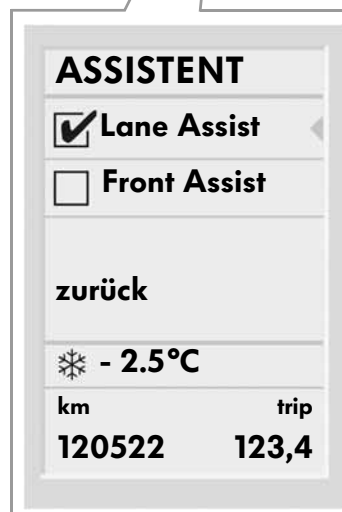 ASSISTENT
Lane Assist
Front Assist
zurück
- 2.5°C
km trip
120522 123,4